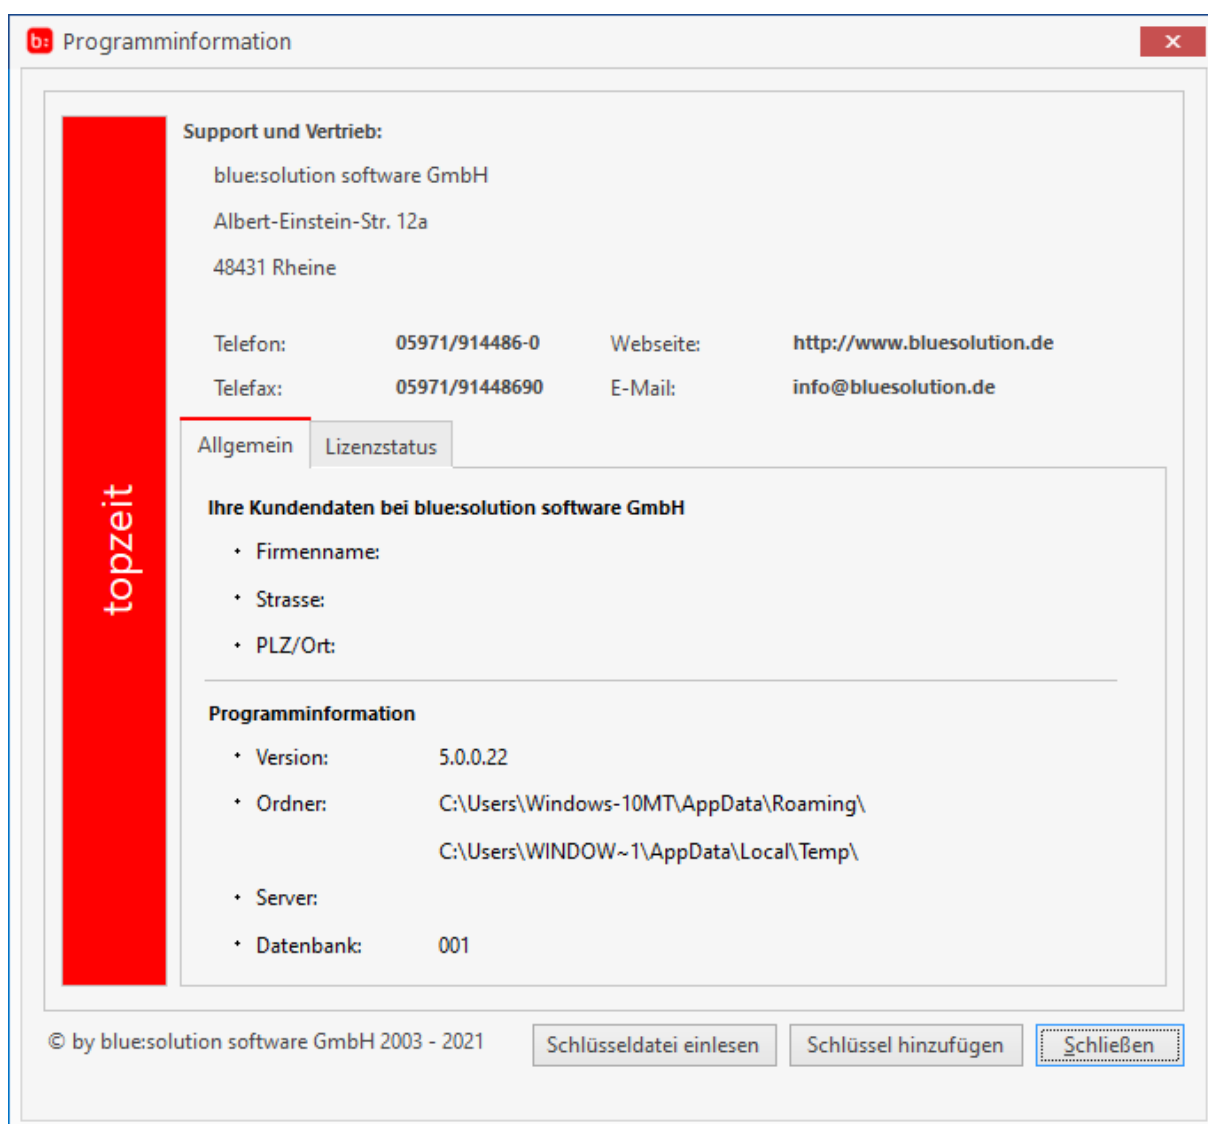 b: Programminformation
topzeit
Support und Vertrieb:
blue:solution software GmbH
Albert-Einstein-Str. 12a
48431 Rheine
Telefon: 05971/914486-0 Webseite: http://www.bluesolution.de
Telefax: 05971/91448690 E-Mail: info@bluesolution.de
Allgemein Lizenzstatus
Ihre Kundendaten bei blue:solution software GmbH
• Firmenname:
• Strasse:
• PLZ/Ort:
Programminformation
• Version: 5.0.0.22
• Ordner: C:\Users\Windows-10MT\AppData\Roaming\
C:\Users\WINDOW~1\AppData\Local\Temp\
• Server:
• Datenbank: 001
© by blue:solution software GmbH 2003 - 2021 Schlüsseldatei einlesen Schlüssel hinzufügen Schließen